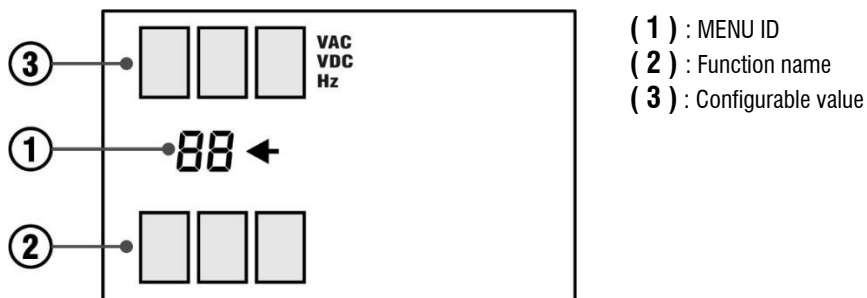 3
VAC
VDC
Hz
1
88
2
( 1 ) : MENU ID
( 2 ) : Function name
( 3 ) : Configurable value